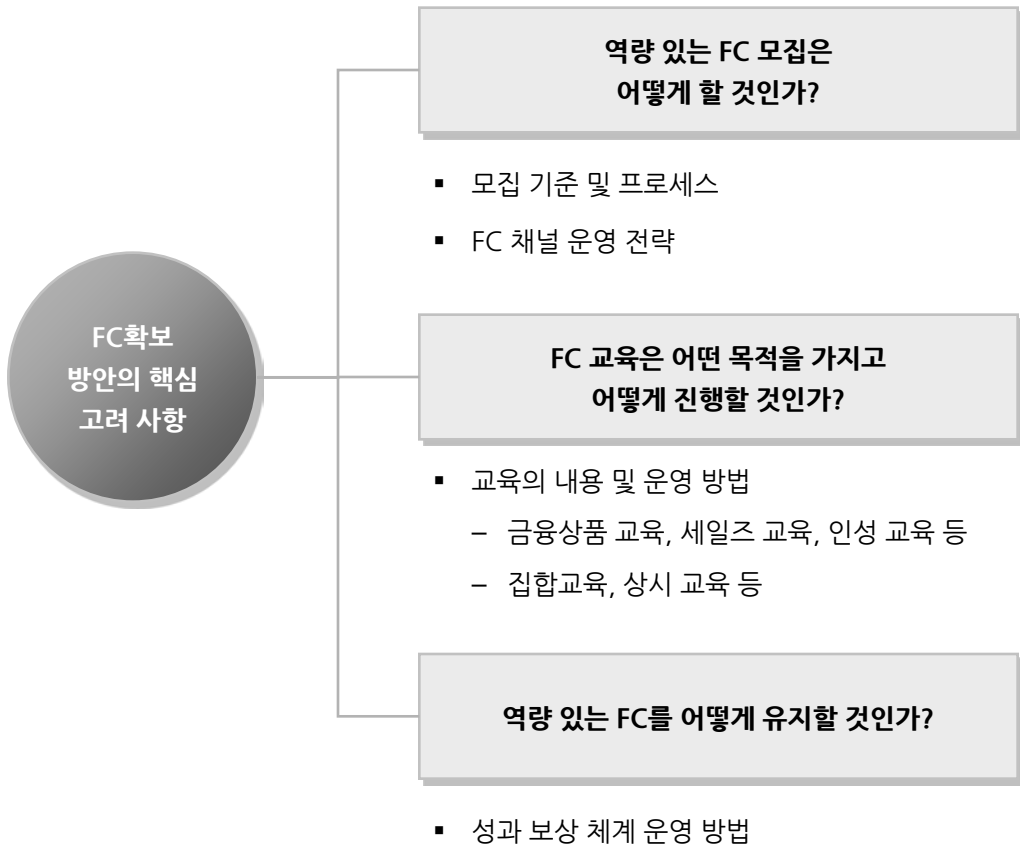 역량 있는 FC 모집은
어떻게 할 것인가?
▪ 모집 기준 및 프로세스
▪ FC 채널 운영 전략
FC확보
방안의 핵심
고려 사항
FC 교육은 어떤 목적을 가지고
어떻게 진행할 것인가?
▪ 교육의 내용 및 운영 방법
– 금융상품 교육, 세일즈 교육, 인성 교육 등
– 집합교육, 상시 교육 등
역량 있는 FC를 어떻게 유지할 것인가?
▪ 성과 보상 체계 운영 방법